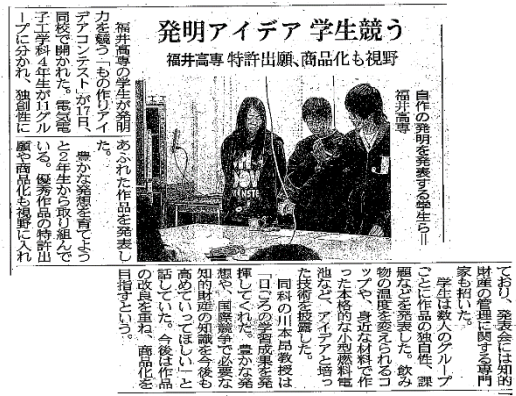 発明アイデア 学生競う
福井高専 特許出願、商品化も視野
自作の発明を発表する学生ら＝
福井高専
福井高専の学生が発明
力を競う「もの作りアイ
デアコンテスト」が11日、
同校で開かれた。電気電
子工学科4年生が11グル
ープに分かれ、独創性に
あふれた作品を発表し
た。
豊かな発想を育てよう
と2年生から取り組んで
いる。優秀作品の特許出
願や商品化も視野に入れ
ており、発表会には知的
財産の管理に関する専門
家も招いた。
学生は数人のグループ
ごとに作品の独自性、課
題などを発表した。飲み
物の温度を変えられるコ
ップや、身近な材料で作
った本格的な小型燃料電
池など、アイデアと培っ
た技術を披露した。
同科の川本昂教授は
「日ごろの学習成果を発
揮してくれた。豊かな発
想や、国際競争で必要な
知的財産の知識を今後も
高めていってほしい」と
話していた。今後は作品
の改良を重ね、商品化を
目指すという。